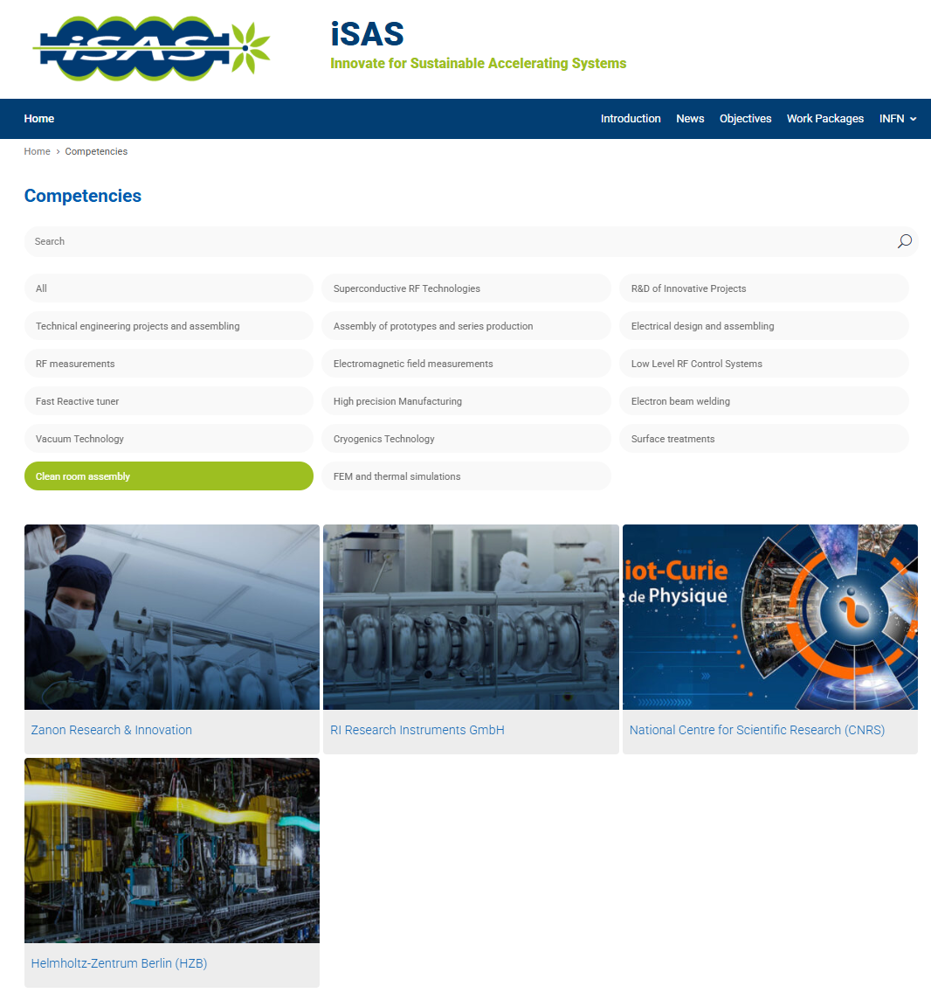 iSAS
iSAS
Innovate for Sustainable Accelerating Systems
Home
Introduction
News
Objectives
Work Packages
INFN
Home > Competencies
Competencies
Search
All
Superconductive RF Technologies
R&D of Innovative Projects
Technical engineering projects and assembling
Assembly of prototypes and series production
Electrical design and assembling
RF measurements
Electromagnetic field measurements
Low Level RF Control Systems
Fast Reactive tuner
High precision Manufacturing
Electron beam welding
Vacuum Technology
Cryogenics Technology
Surface treatments
Clean room assembly
FEM and thermal simulations
iot-Curie
de Physique
Zanon Research & Innovation
RI Research Instruments GmbH
National Centre for Scientific Research (CNRS)
Helmholtz-Zentrum Berlin (HZB)